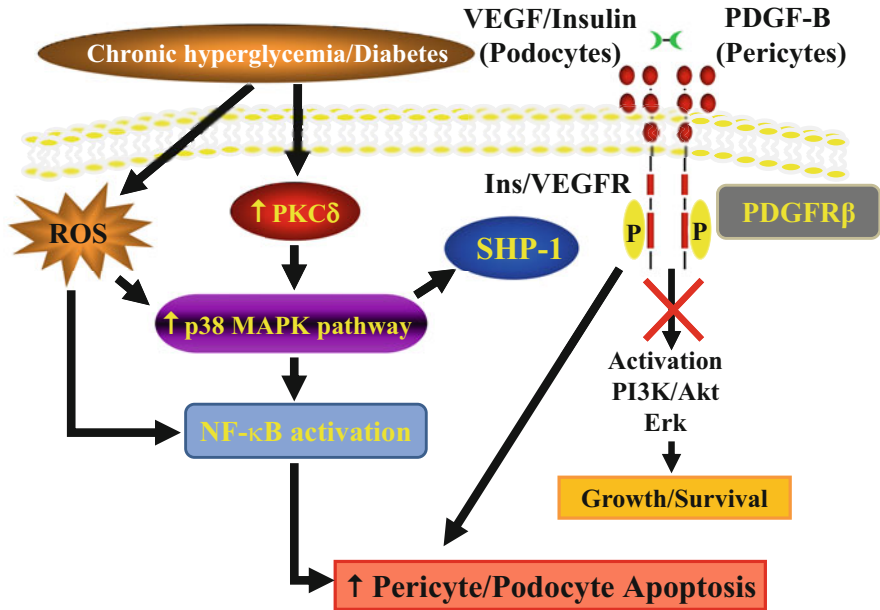 VEGF/Insulin
(Podocytes)
PDGF-B
(Pericytes)
Chronic hyperglycemia/Diabetes
Ins/VEGFR
P
P
PDGFRβ
ROS
↑ PKCδ
SHP-1
↑ p38 MAPK pathway
Activation
PI3K/Akt
Erk
NF-κB activation
Growth/Survival
↑ Pericyte/Podocyte Apoptosis